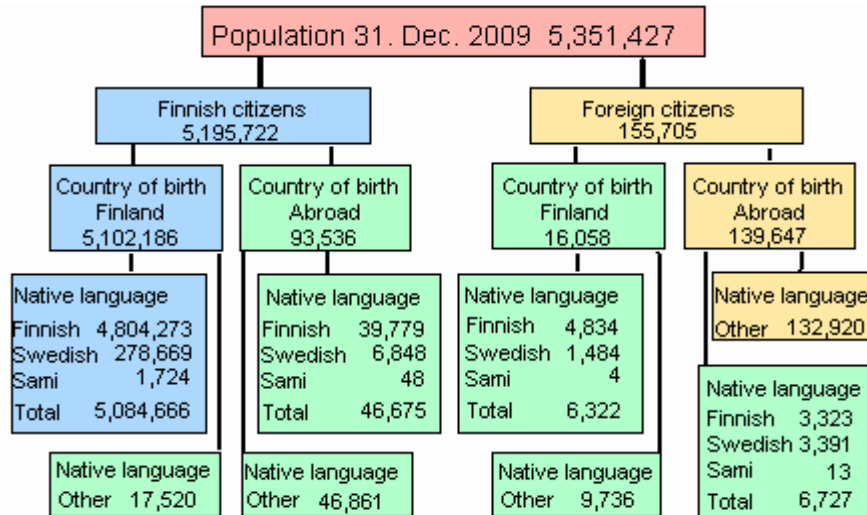 Population 31. Dec. 2009 5,351,427
Finnish citizens
5,195,722
Foreign citizens
155,705
Country of birth
Finland
5,102,186
Country of birth
Abroad
93,536
Country of birth
Finland
16,058
Country of birth
Abroad
139,647
Native language
Finnish 4,804,273
Swedish 278,669
Sami 1,724
Total 5,084,666
Native language
Finnish 39,779
Swedish 6,848
Sami 48
Total 46,675
Native language
Finnish 4,834
Swedish 1,484
Sami 4
Total 6,322
Native language
Other 132,920
Native language
Other 17,520
Native language
Other 46,861
Native language
Other 9,736
Native language
Finnish 3,323
Swedish 3,391
Sami 13
Total 6,727